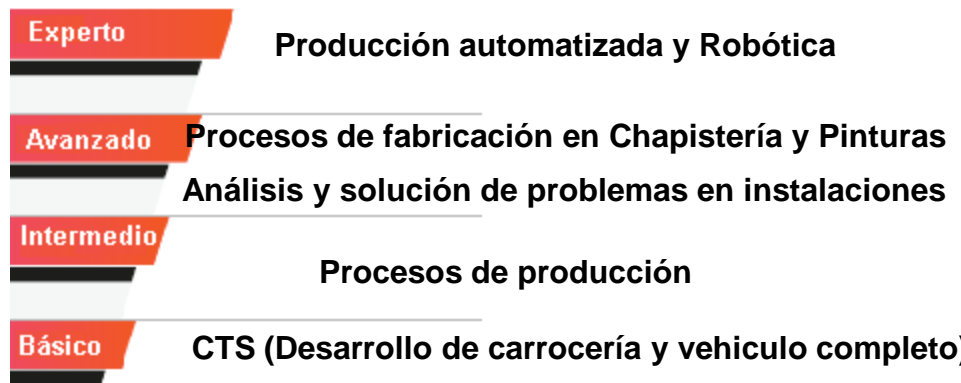 Experto
Producción automatizada y Robótica
Avanzado
Procesos de fabricación en Chapistería y Pinturas
Análisis y solución de problemas en instalaciones
Intermedio
Procesos de producción
Básico
CTS (Desarrollo de carrocería y vehiculo completo)